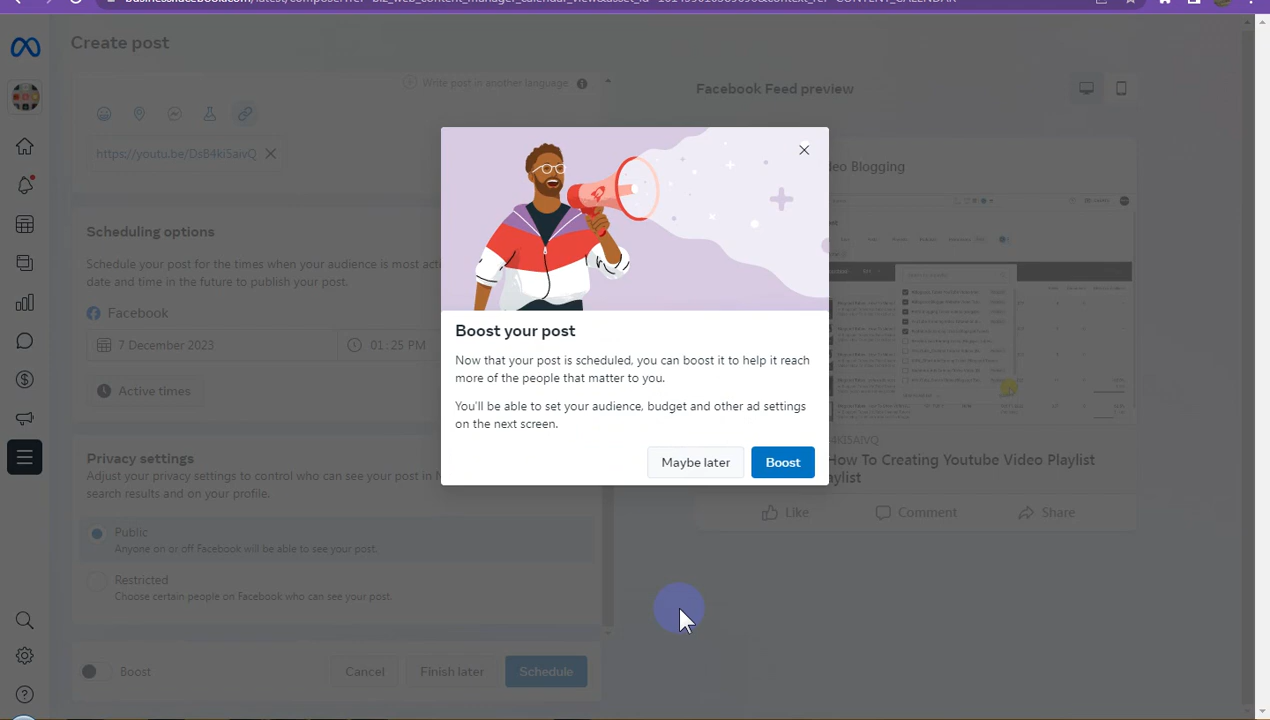 Create post
Write post in another language
https://youtu.be/DsB4ki5aivQ
Scheduling options
Schedule your post for the times when your audience is most
date and time in the future to publish your post.
Facebook
7 December 2023
01:25 PM
Active times
Privacy settings
Adjust your privacy settings to control who can see your post in
search results and on your profile.
Public
Anyone on or off Facebook will be able to see your post.
Restricted
Choose certain people on Facebook who can see your post.
Boost
Cancel
Finish later
Schedule
Boost your post
Now that your post is scheduled, you can boost it to help it reach
more of the people that matter to you.
You'll be able to set your audience, budget and other ad settings
on the next screen.
Maybe later
Boost
Facebook Feed preview
Blogging
How To Creating Youtube Video Playlist
Like
Comment
Share